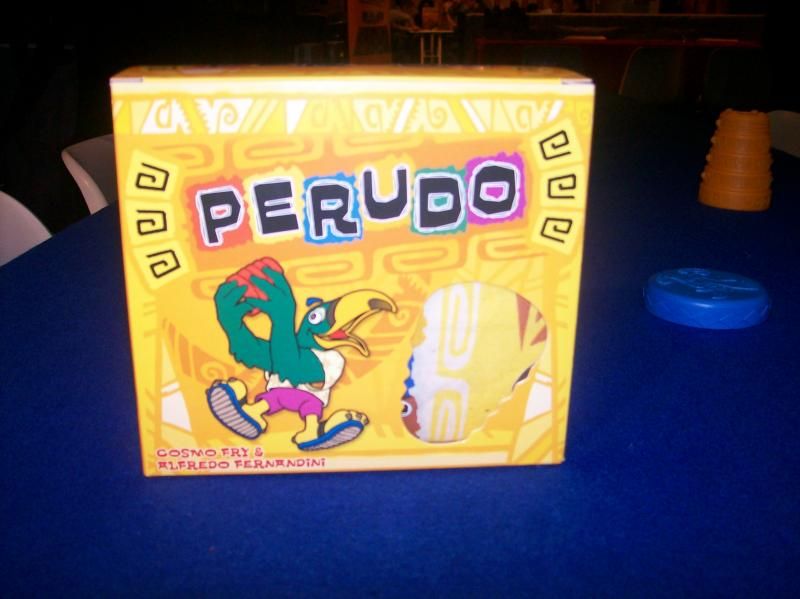 PERUDO
COSMO FRY &
ALFREDO FERNANDINI